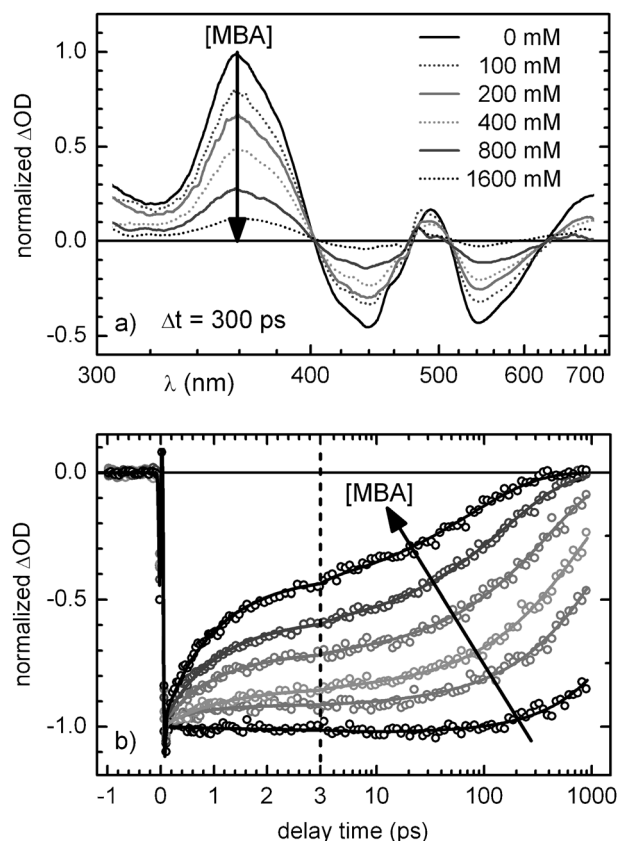 [MBA]
0 mM
100 mM
200 mM
400 mM
800 mM
1600 mM
normalized ΔOD
1.0
0.5
0.0
-0.5
a) Δt = 300 ps
300 400 500 600 700
λ (nm)
[MBA]
normalized ΔOD
0.0
-0.5
-1.0
b)
-1 0 1 2 3 10 100 1000
delay time (ps)